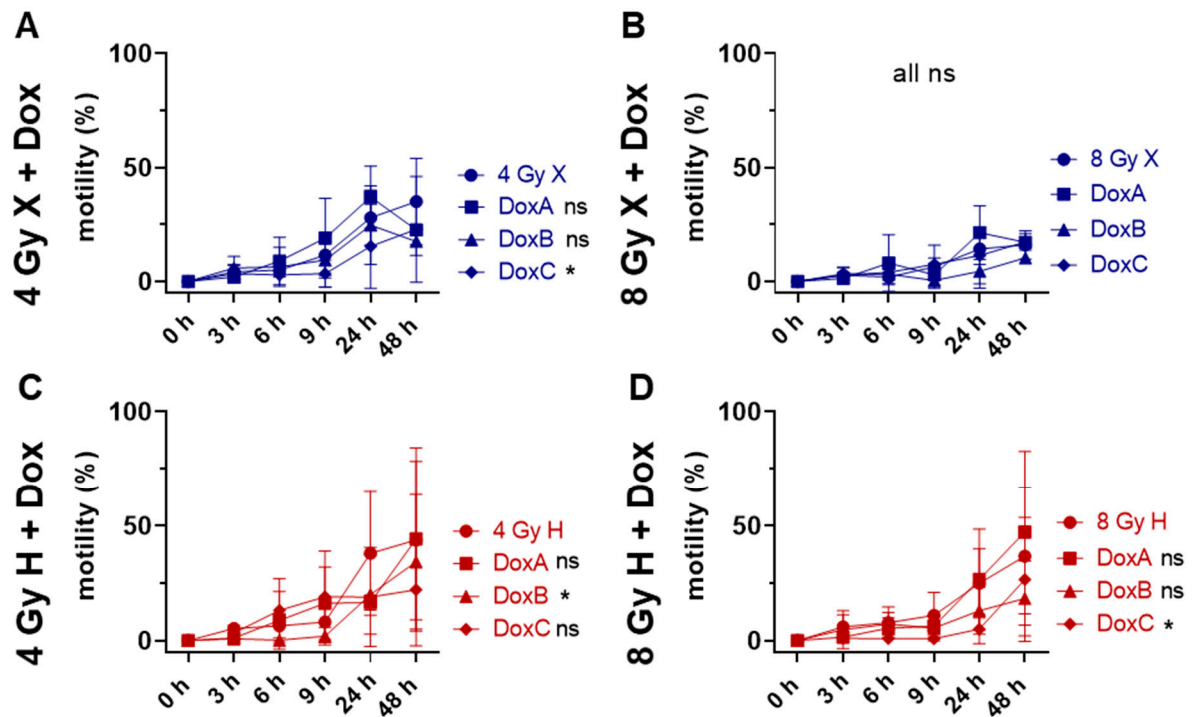 A
4 Gy X + Dox
motility (%)
100
50
0
0 h
3 h
6 h
9 h
24 h
48 h
4 Gy X
DoxA ns
DoxB ns
DoxC *
B
8 Gy X + Dox
motility (%)
100
50
0
all ns
0 h
3 h
6 h
9 h
24 h
48 h
8 Gy X
DoxA
DoxB
DoxC
C
4 Gy H + Dox
motility (%)
100
50
0
0 h
3 h
6 h
9 h
24 h
48 h
4 Gy H
DoxA ns
DoxB *
DoxC ns
D
8 Gy H + Dox
motility (%)
100
50
0
0 h
3 h
6 h
9 h
24 h
48 h
8 Gy H
DoxA ns
DoxB ns
DoxC *